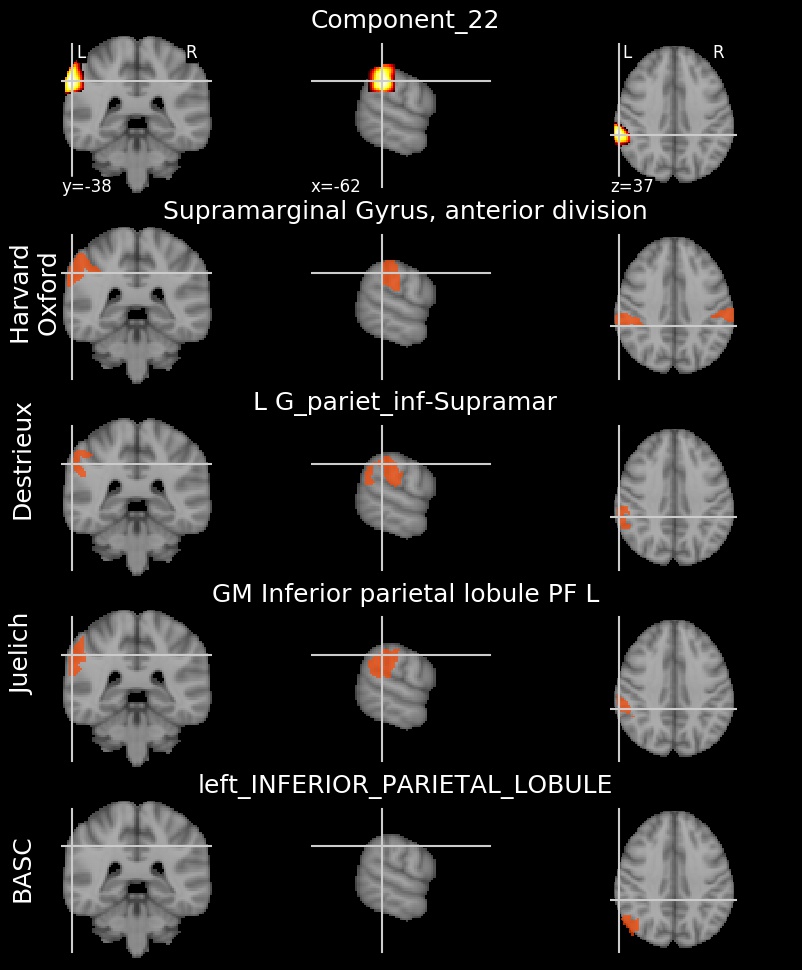 Component_22
L R
L R
y=-38 x=-62 z=37
Supramarginal Gyrus, anterior division
Harvard
Oxford
L G_pariet_inf-Supramar
Destrieux
GM Inferior parietal lobule PF L
Juelich
left_INFERIOR_PARIETAL_LOBULE
BASC